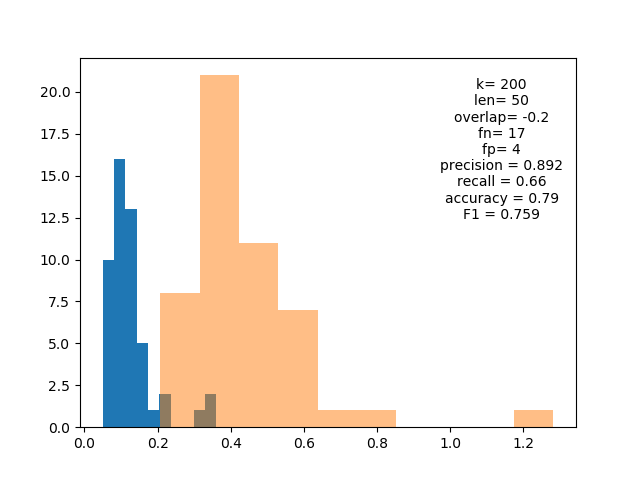 k= 200
len= 50
overlap= -0.2
fn= 17
fp= 4
precision = 0.892
recall = 0.66
accuracy = 0.79
F1 = 0.759
20.0
17.5
15.0
12.5
10.0
7.5
5.0
2.5
0.0
0.0 0.2 0.4 0.6 0.8 1.0 1.2